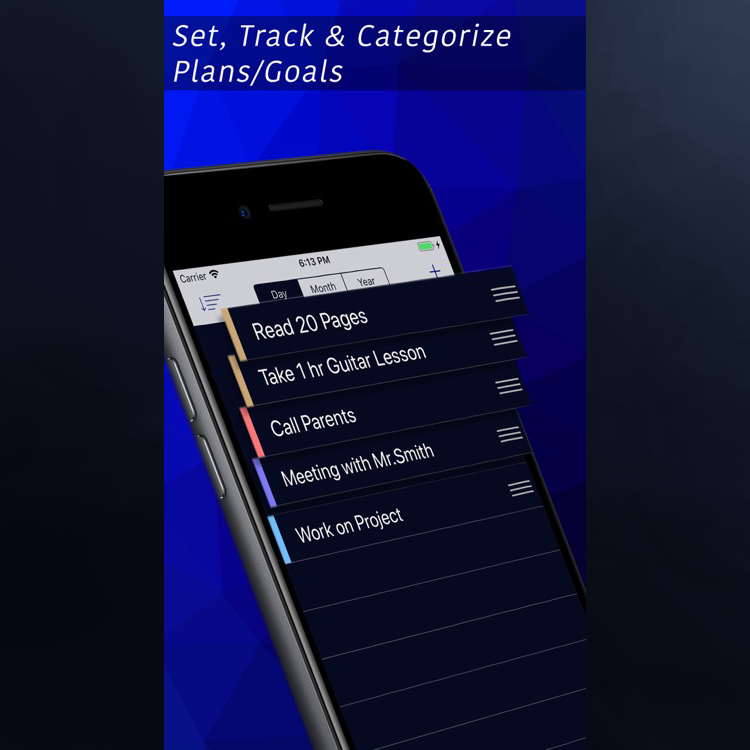 Set, Track & Categorize
Plans/Goals
Carrier
6:13 PM
Day
Month
Year
Read 20 Pages
Take 1 hr Guitar Lesson
Call Parents
Meeting with Mr.Smith
Work on Project